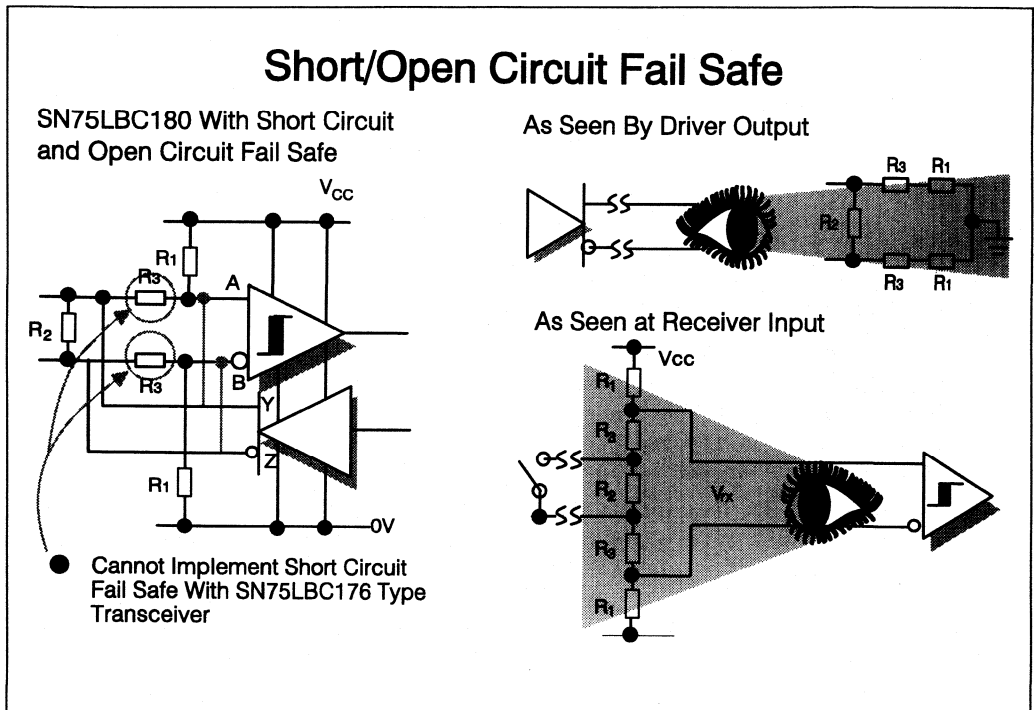 Short/Open Circuit Fail Safe
SN75LBC180 With Short Circuit
and Open Circuit Fail Safe
VCC
R1
R3
A
R2
R3
B
Y
Z
R1
0V
Cannot Implement Short Circuit
Fail Safe With SN75LBC176 Type
Transceiver
As Seen By Driver Output
R3
R1
R2
R3
R1
As Seen at Receiver Input
Vcc
R1
R3
R2
Vrx
R3
R1